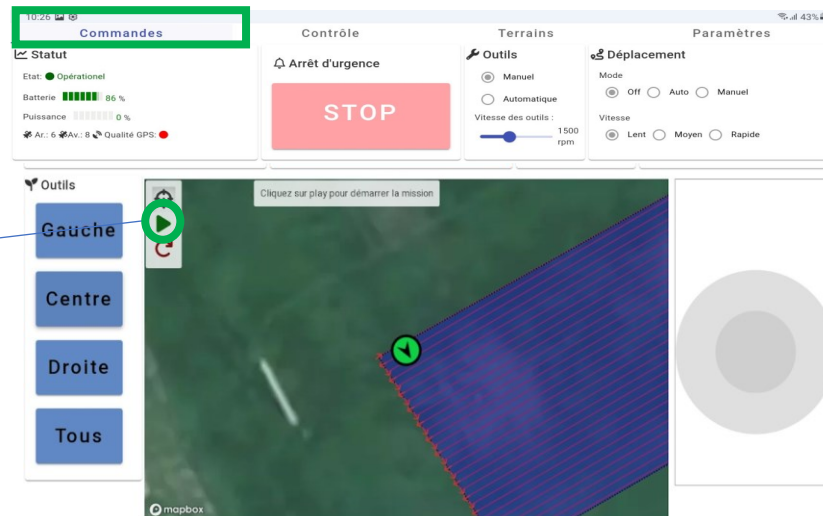 10:26 43%
Commandes Contrôle Terrains Paramètres
Statut
Etat: Opérationel
Batterie 86 %
Puissance 0 %
Ar.: 6 Av.: 8 Qualité GPS:
Arrêt d'urgence
STOP
Outils
Manuel
Automatique
Vitesse des outils :
1500
rpm
Déplacement
Mode
Off Auto Manuel
Vitesse
Lent Moyen Rapide
Outils
Gauche
Centre
Droite
Tous
Cliquez sur play pour démarrer la mission
mapbox